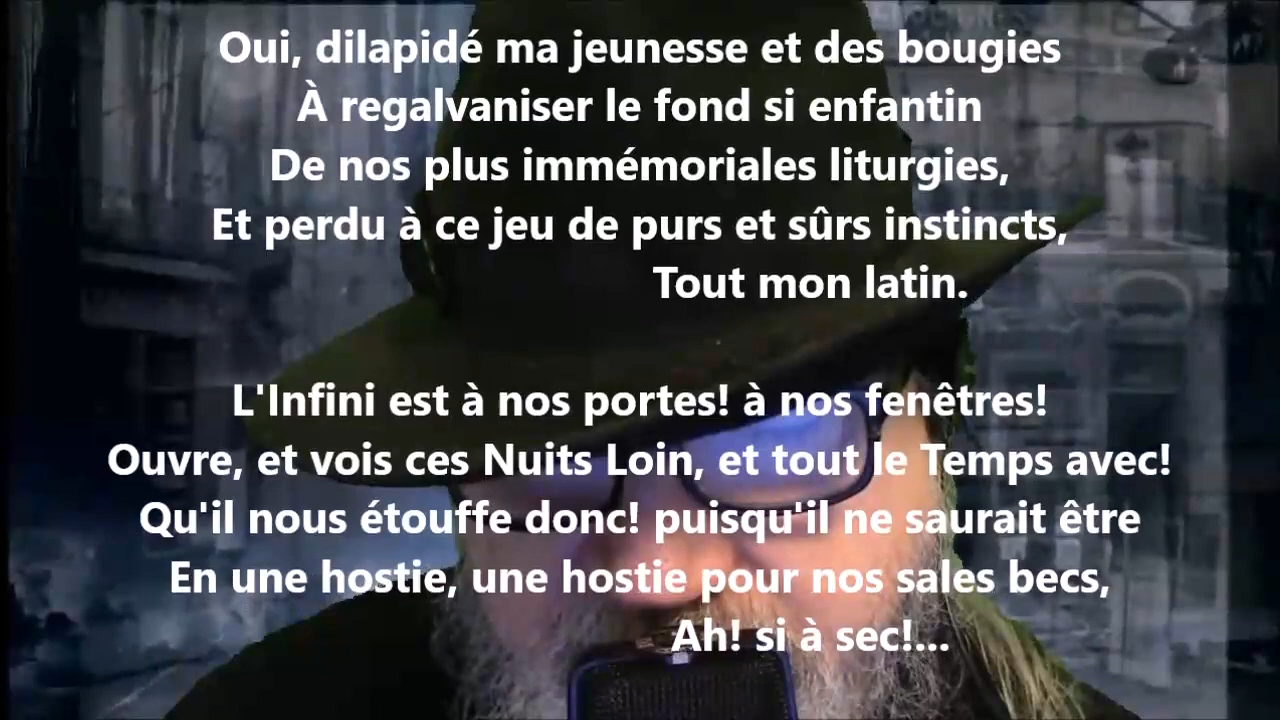 Oui, dilapidé ma jeunesse et des bougies
À regalvaniser le fond si enfantin
De nos plus immémoriales liturgies,
Et perdu à ce jeu de purs et sûrs instincts,
Tout mon latin.
L'Infini est à nos portes! à nos fenêtres!
Ouvre, et vois ces Nuits Loin, et tout le Temps avec!
Qu'il nous étouffe donc! puisqu'il ne saurait être
En une hostie, une hostie pour nos sales becs,
Ah! si à sec!...